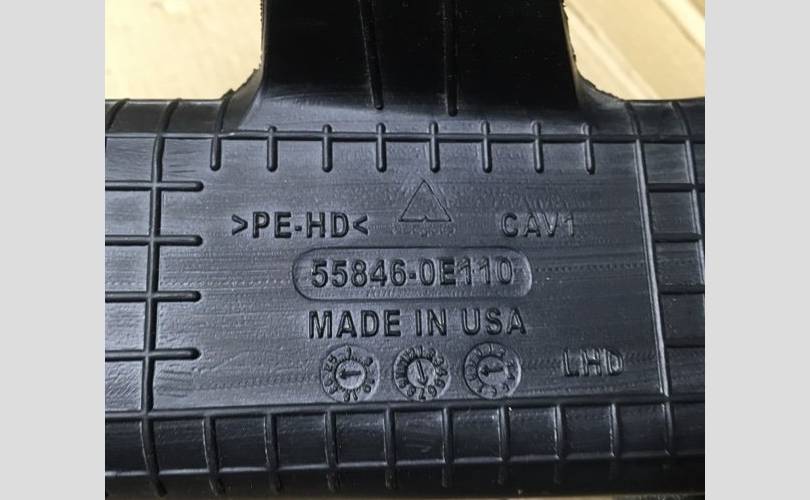 >PE-HD< CAV1
55846-0E110
MADE IN USA
LHD